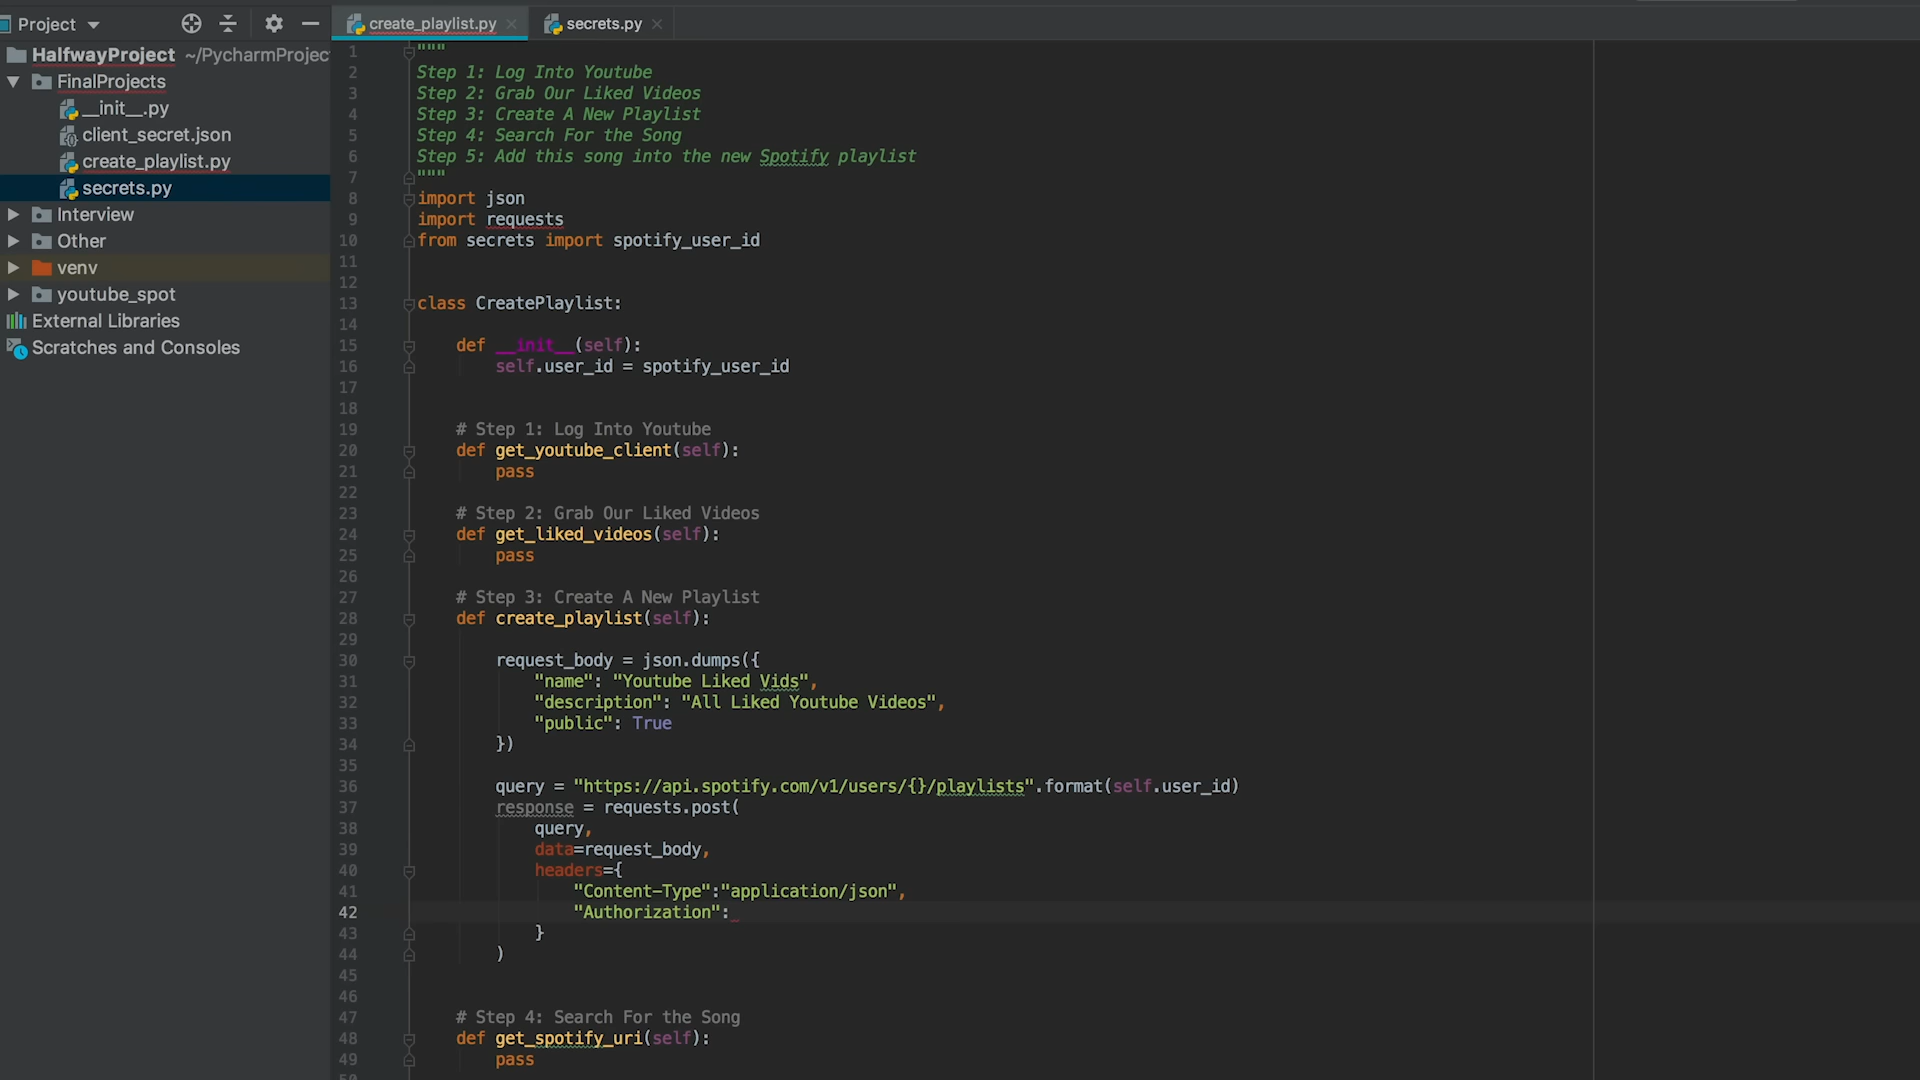 Project
HalfwayProject ~/PycharmProjec
FinalProjects
__init__.py
client_secret.json
create_playlist.py
secrets.py
Interview
Other
venv
youtube_spot
External Libraries
Scratches and Consoles
create_playlist.py
secrets.py
1 """
2 Step 1: Log Into Youtube
3 Step 2: Grab Our Liked Videos
4 Step 3: Create A New Playlist
5 Step 4: Search For the Song
6 Step 5: Add this song into the new Spotify playlist
7 """
8 import json
9 import requests
10 from secrets import spotify_user_id
11
12
13 class CreatePlaylist:
14
15     def __init__(self):
16         self.user_id = spotify_user_id
17
18
19     # Step 1: Log Into Youtube
20     def get_youtube_client(self):
21         pass
22
23     # Step 2: Grab Our Liked Videos
24     def get_liked_videos(self):
25         pass
26
27     # Step 3: Create A New Playlist
28     def create_playlist(self):
29
30         request_body = json.dumps({
31             "name": "Youtube Liked Vids",
32             "description": "All Liked Youtube Videos",
33             "public": True
34         })
35
36         query = "https://api.spotify.com/v1/users/{}/playlists".format(self.user_id)
37         response = requests.post(
38             query,
39             data=request_body,
40             headers={
41                 "Content-Type":"application/json",
42                 "Authorization":
43             }
44         )
45
46
47     # Step 4: Search For the Song
48     def get_spotify_uri(self):
49         pass
50